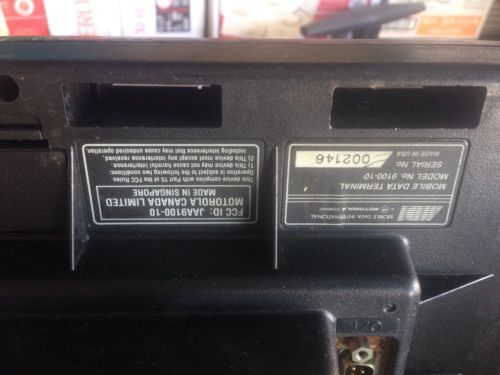 MDI
MOBILE DATA INTERNATIONAL
A MOTOROLA COMPANY
MOBILE DATA TERMINAL
MODEL No. 9100-10
SERIAL No. 002146
MADE IN USA
FCC ID: JAA9100-10
MOTOROLA CANADA LIMITED
MADE IN SINGAPORE
This device complies with Part 15 of the FCC Rules
Operation is subject to the following two conditions:
1) This device may not cause harmful interference.
2) This device must accept any interference received,
including interference that may cause undesired operation.
I/O